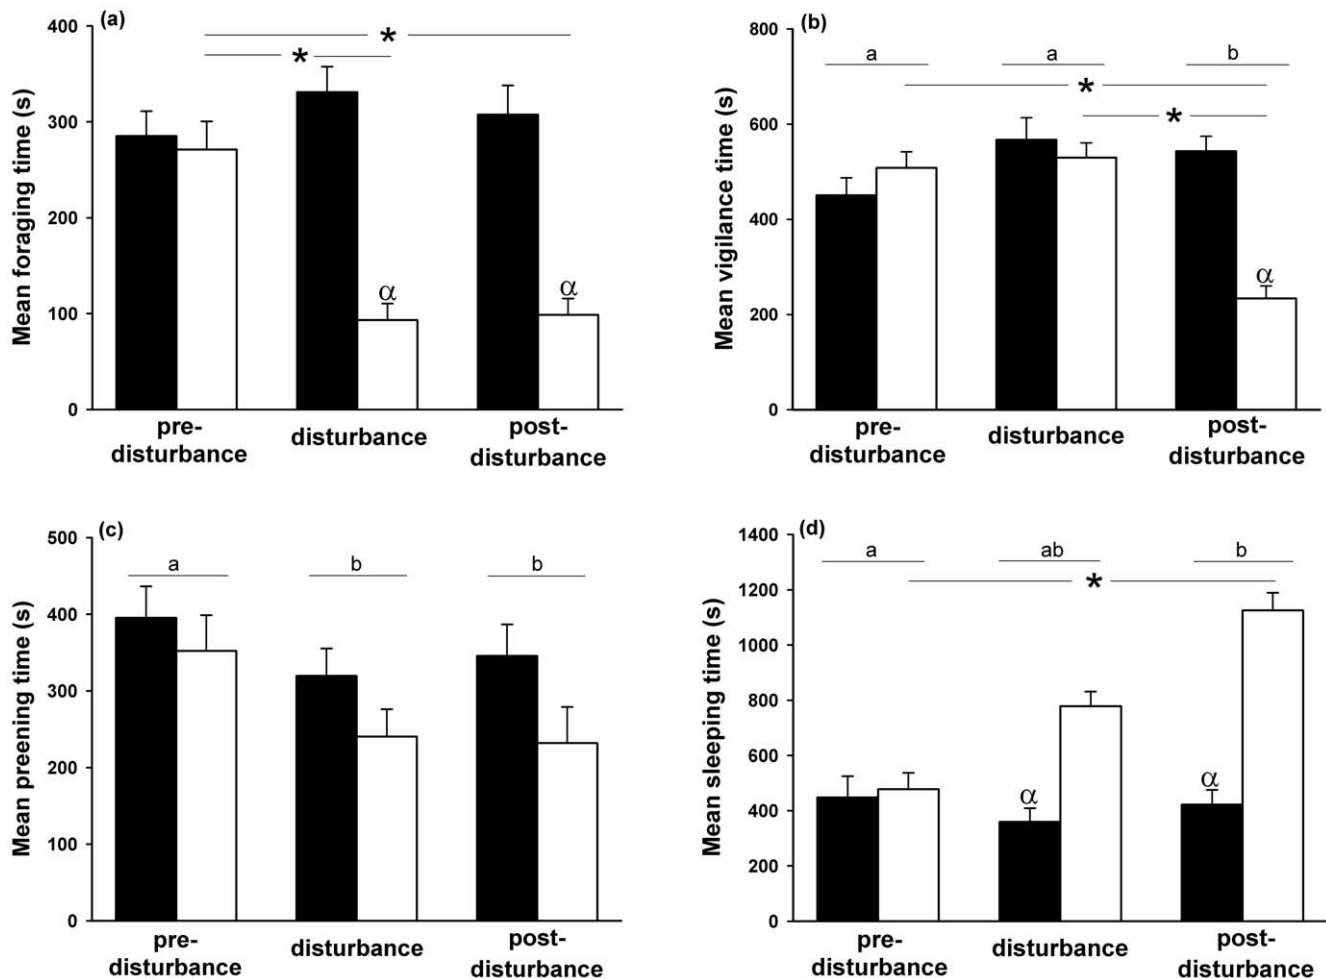 (a)
400
300
200
100
0
Mean foraging time (s)
* *
α α
pre-
disturbance
disturbance
post-
disturbance
(b)
800
600
400
200
0
Mean vigilance time (s)
a a b
*
*
α
pre-
disturbance
disturbance
post-
disturbance
(c)
500
400
300
200
100
0
Mean preening time (s)
a b b
pre-
disturbance
disturbance
post-
disturbance
(d)
1400
1200
1000
800
600
400
200
0
Mean sleeping time (s)
a ab b
*
α α
pre-
disturbance
disturbance
post-
disturbance